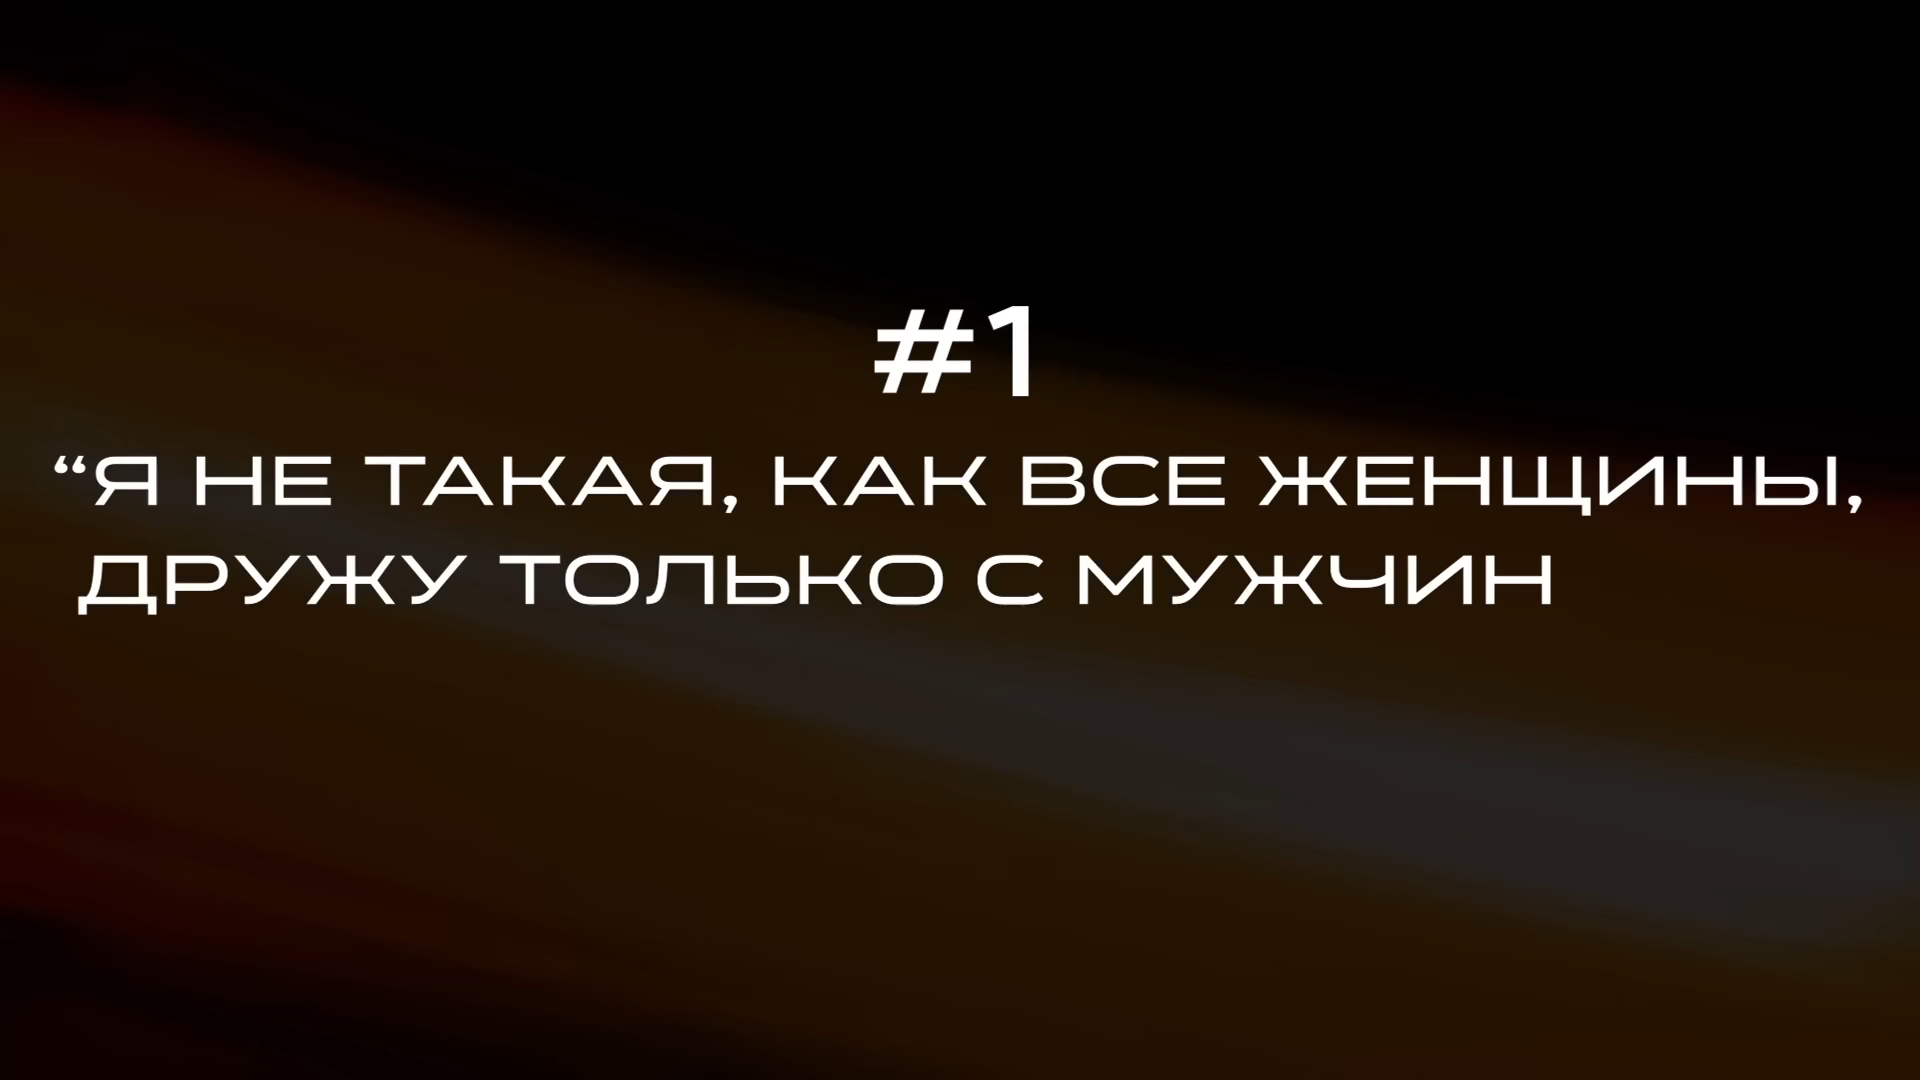 #1
“Я НЕ ТАКАЯ, КАК ВСЕ ЖЕНЩИНЫ,
ДРУЖУ ТОЛЬКО С МУЖЧИН